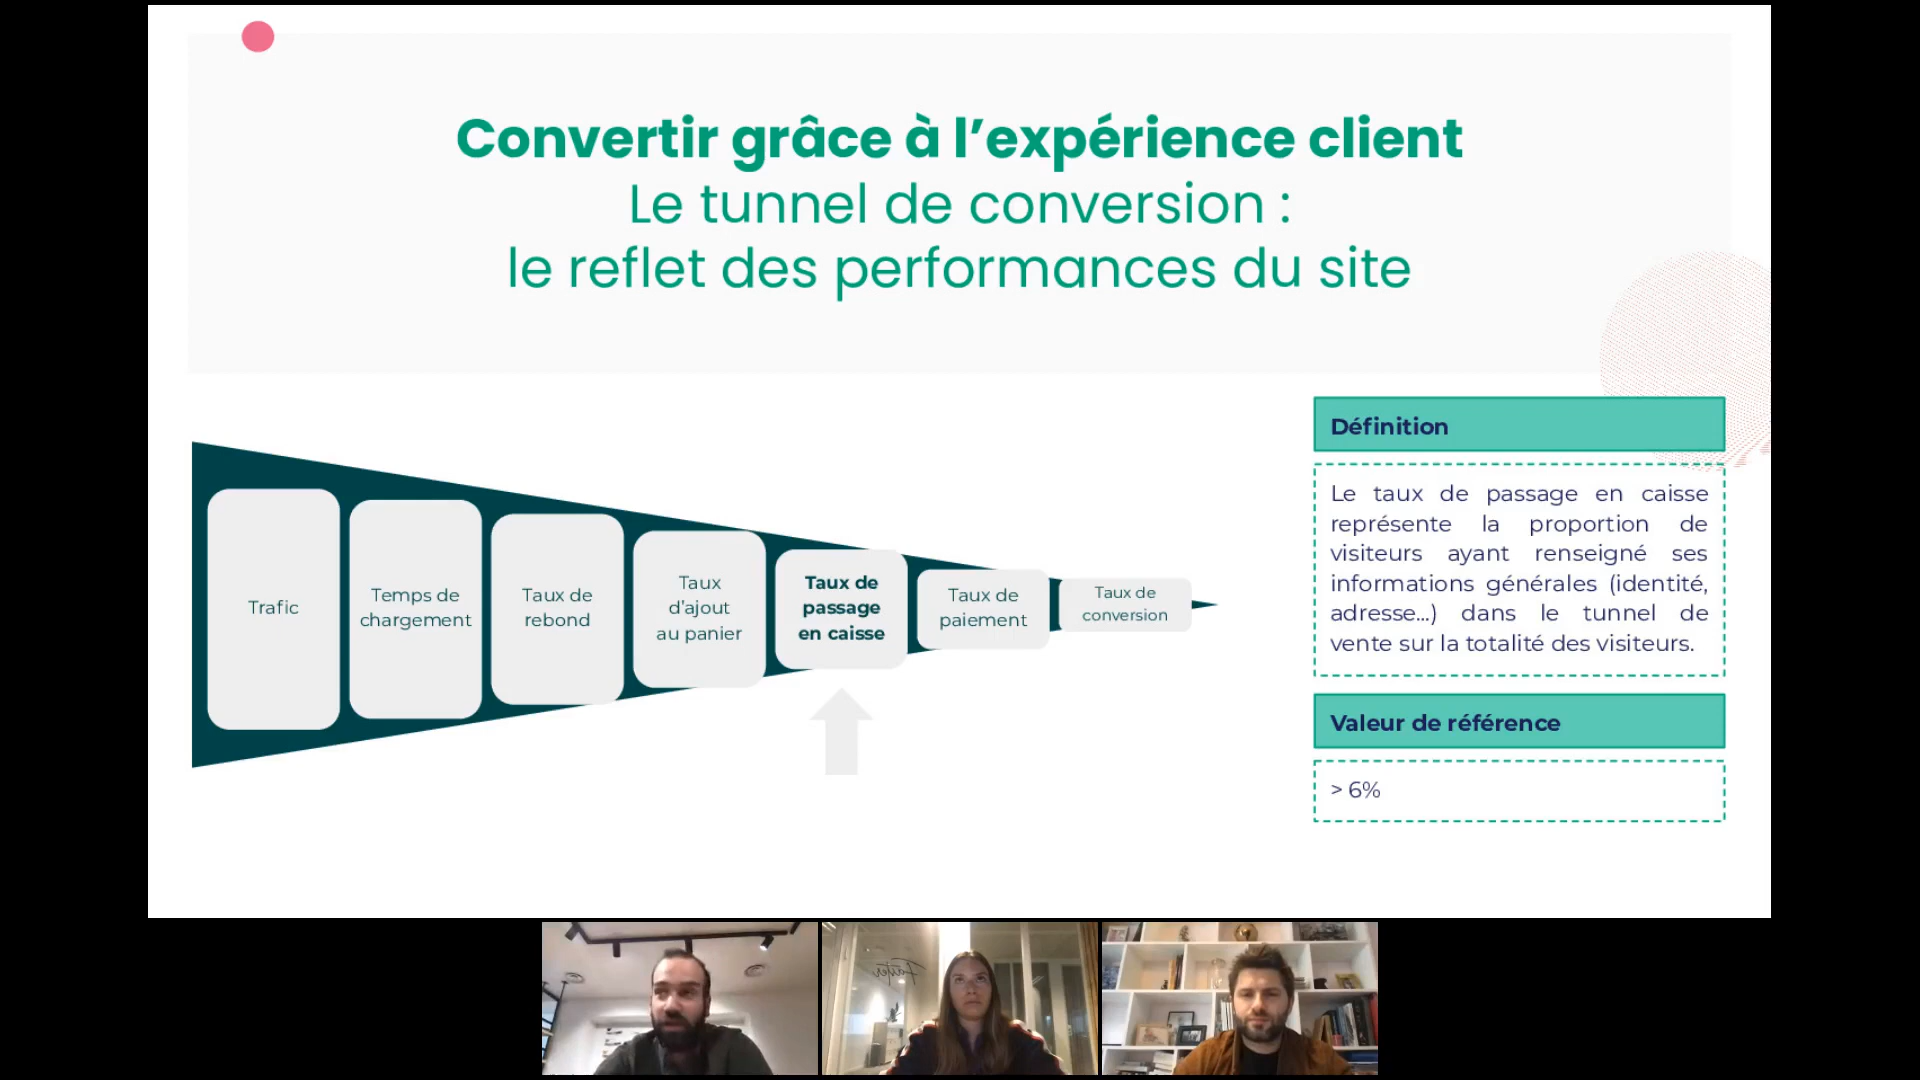 Convertir grâce à l’expérience client
Le tunnel de conversion :
le reflet des performances du site
Trafic
Temps de
chargement
Taux de
rebond
Taux
d’ajout
au panier
Taux de
passage
en caisse
Taux de
paiement
Taux de
conversion
Définition
Le taux de passage en caisse
représente la proportion de
visiteurs ayant renseigné ses
informations générales (identité,
adresse...) dans le tunnel de
vente sur la totalité des visiteurs.
Valeur de référence
> 6%